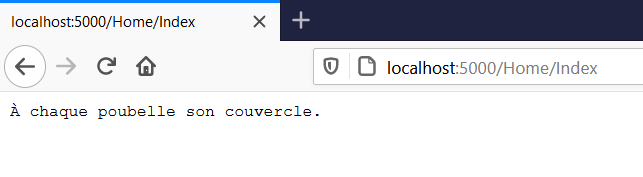 localhost:5000/Home/Index
localhost:5000/Home/Index
À chaque poubelle son couvercle.